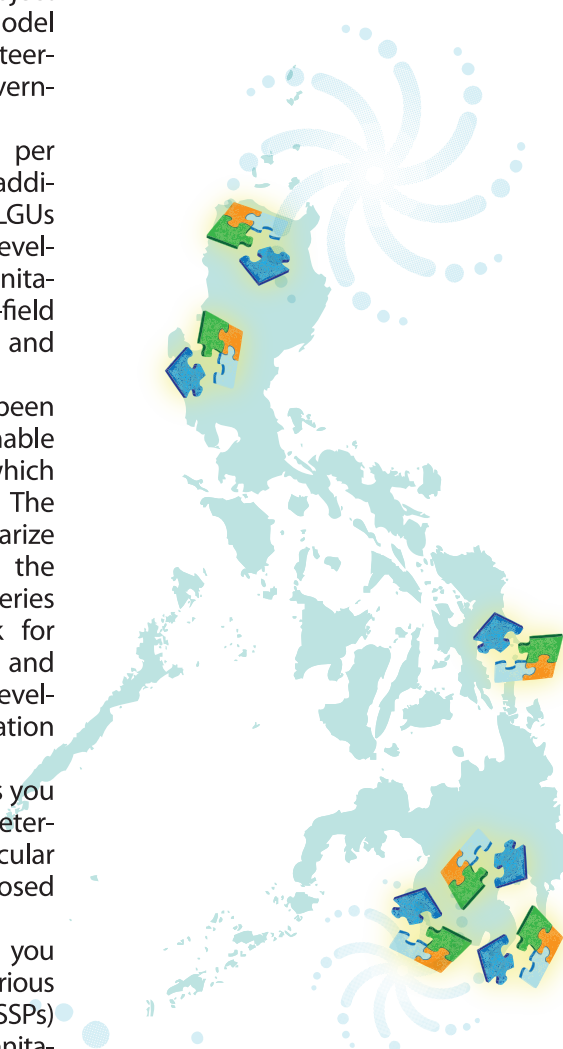 odel
teer-
vern-
per
addi-
LGUs
evel-
nita-
-field
and
been
nable
which
The
arize
the
eries
k for
and
evel-
ation
s you
eter-
cular
osed
you
rious
SSPs)
nita-